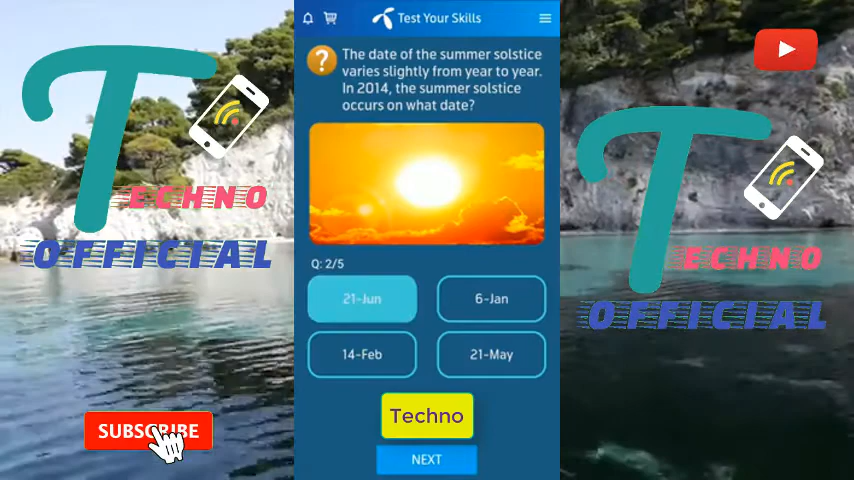 Test Your Skills
The date of the summer solstice
varies slightly from year to year.
In 2014, the summer solstice
occurs on what date?
Q: 2/5
21-Jun
6-Jan
14-Feb
21-May
Techno
NEXT
TECHNO
OFFICIAL
SUBSCRIBE
TECHNO
OFFICIAL